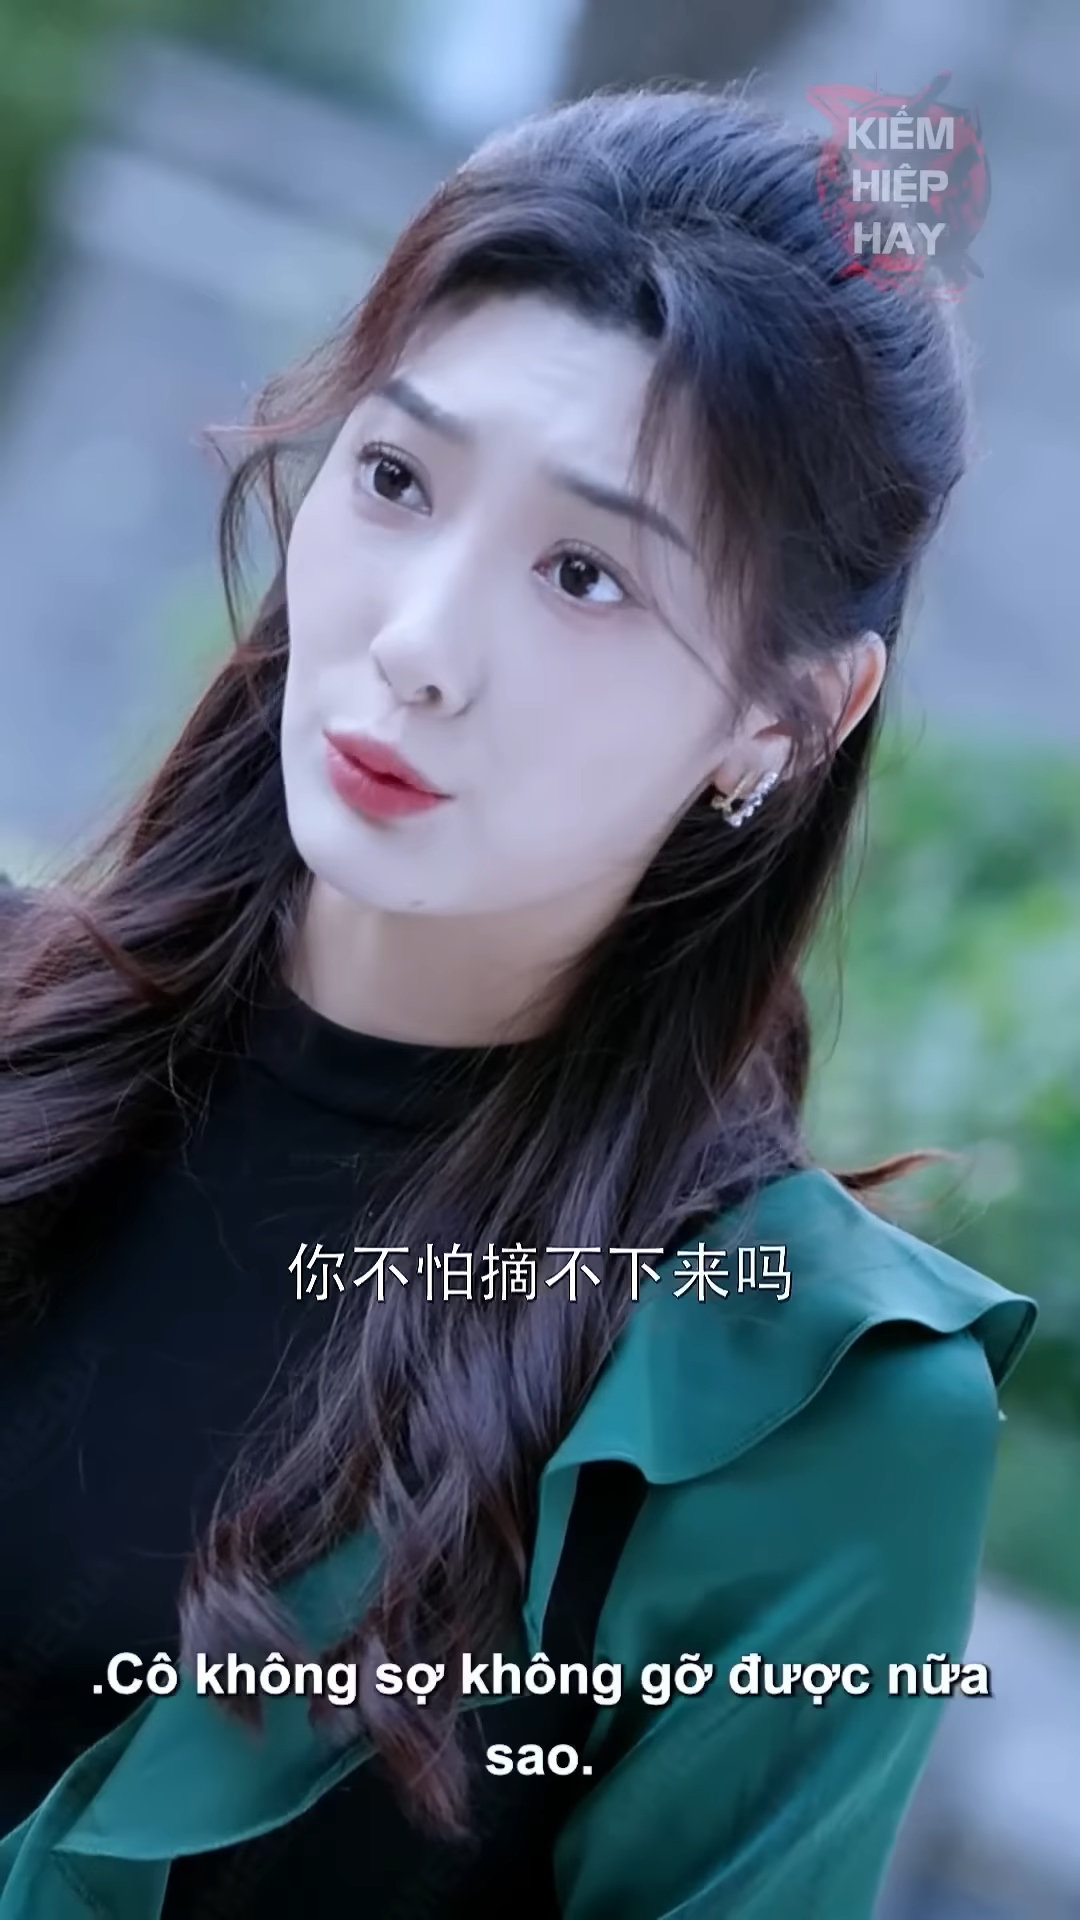 KIẾM
HIỆP
HAY
你不怕摘不下来吗
.Cô không sợ không gỡ được nữa
sao.